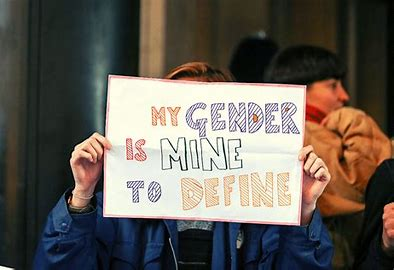 MY GENDER
IS MINE
TO DEFINE